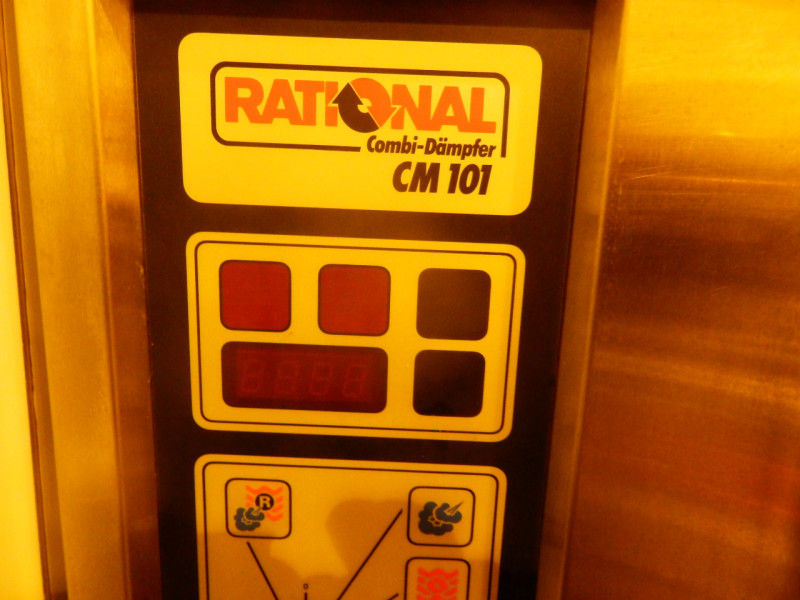 RATIONAL
Combi-Dämpfer
CM 101
R
i